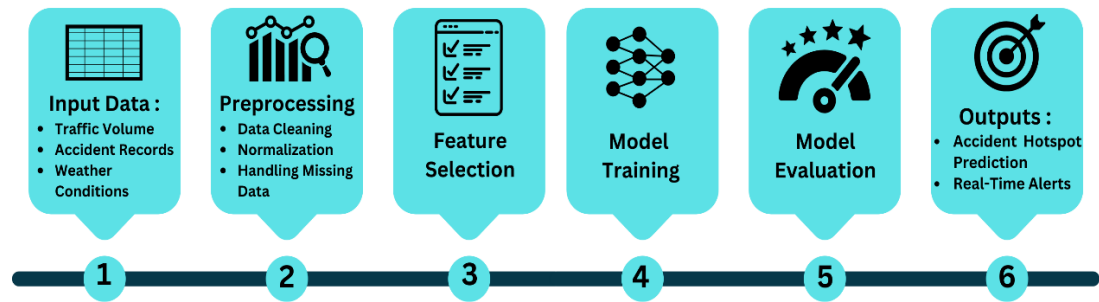 Input Data :
• Traffic Volume
• Accident Records
• Weather
Conditions
Preprocessing
• Data Cleaning
• Normalization
• Handling Missing
Data
Feature
Selection
Model
Training
Model
Evaluation
Outputs :
• Accident Hotspot
Prediction
• Real-Time Alerts
1
2
3
4
5
6